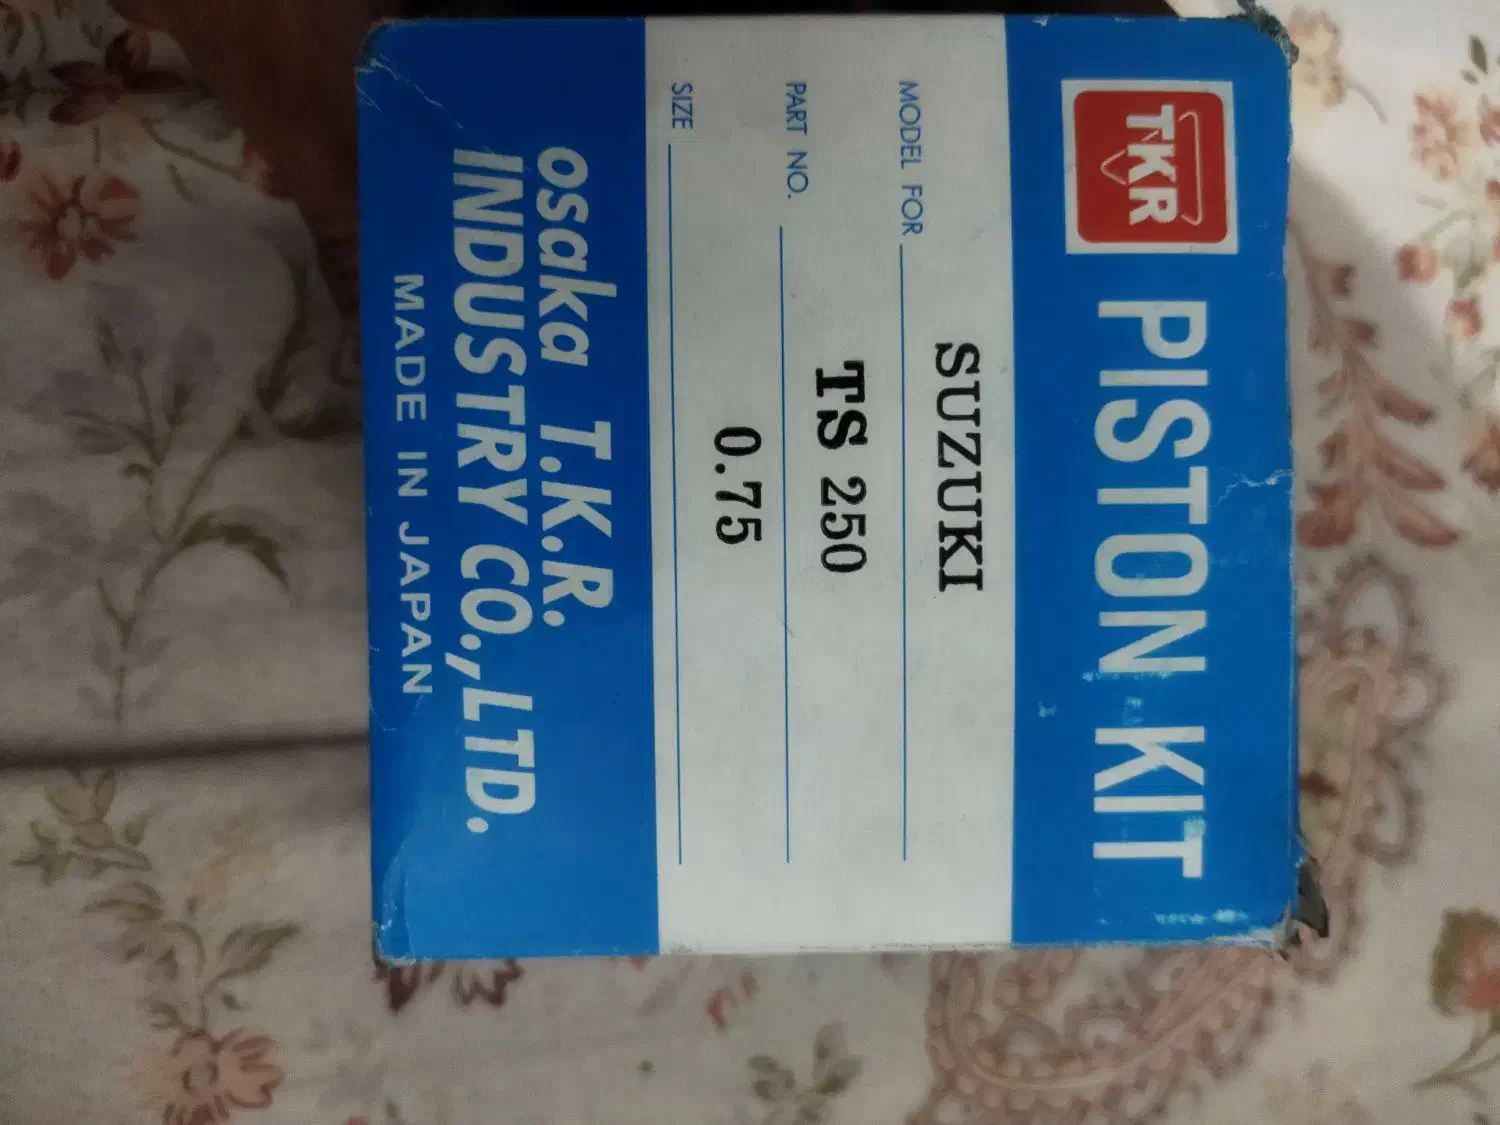 TKR
PISTON KIT
MODEL FOR SUZUKI
PART NO. TS 250
SIZE 0.75
osaka T.K.R.
INDUSTRY CO.,LTD.
MADE IN JAPAN